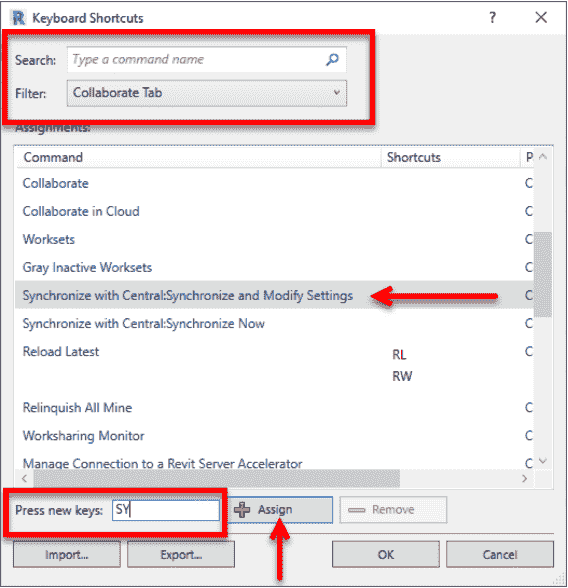 R Keyboard Shortcuts ?
Search: Type a command name
Filter: Collaborate Tab
Assignments:
Command Shortcuts P
Collaborate C
Collaborate in Cloud C
Worksets C
Gray Inactive Worksets C
Synchronize with Central:Synchronize and Modify Settings C
Synchronize with Central:Synchronize Now C
Reload Latest RL C
RW
Relinquish All Mine C
Worksharing Monitor C
Manage Connection to a Revit Server Accelerator C
Press new keys: SY Assign Remove
Import... Export... OK Cancel